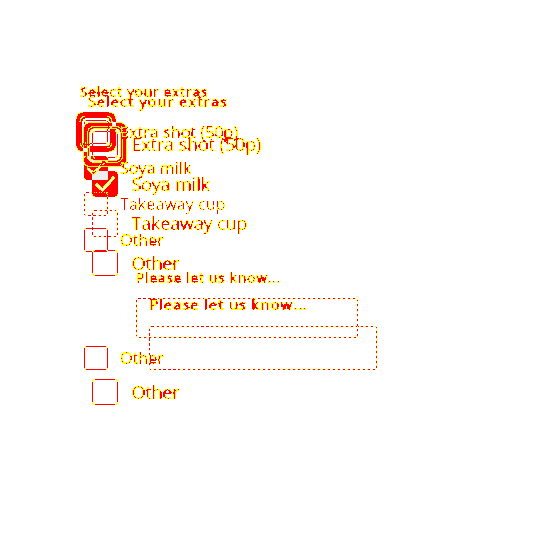 Select your extras
Select your extras
Extra shot (50p)
Extra shot (50p)
Soya milk
Soya milk
Takeaway cup
Takeaway cup
Other
Other
Please let us know...
Please let us know...
Other
Other